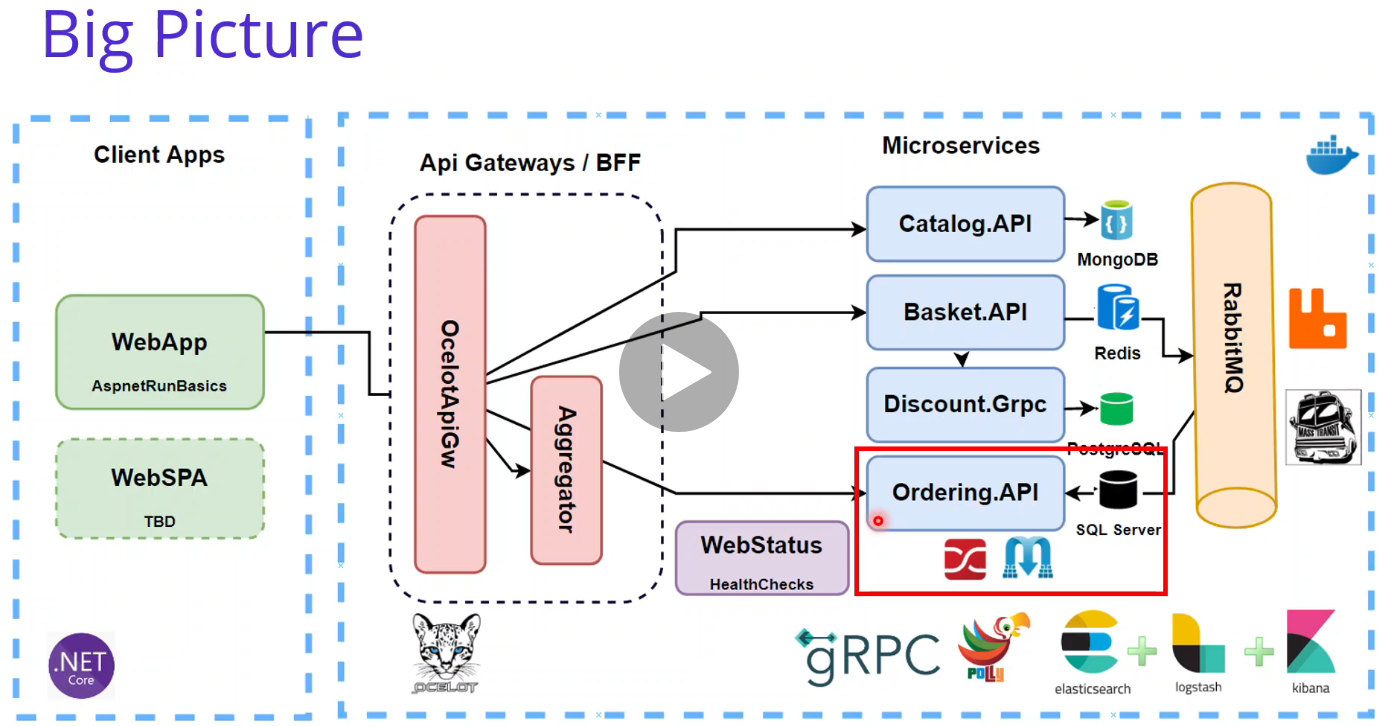 Big Picture
Client Apps
Api Gateways / BFF
Microservices
WebApp
AspnetRunBasics
WebSPA
TBD
.NET
Core
OcelotApiGw
Aggregator
OCELOT
Catalog.API
MongoDB
Basket.API
Redis
Discount.Grpc
PostgreSQL
Ordering.API
SQL Server
WebStatus
HealthChecks
RabbitMQ
MASS TRANSIT
gRPC
POLLY
elasticsearch
logstash
kibana